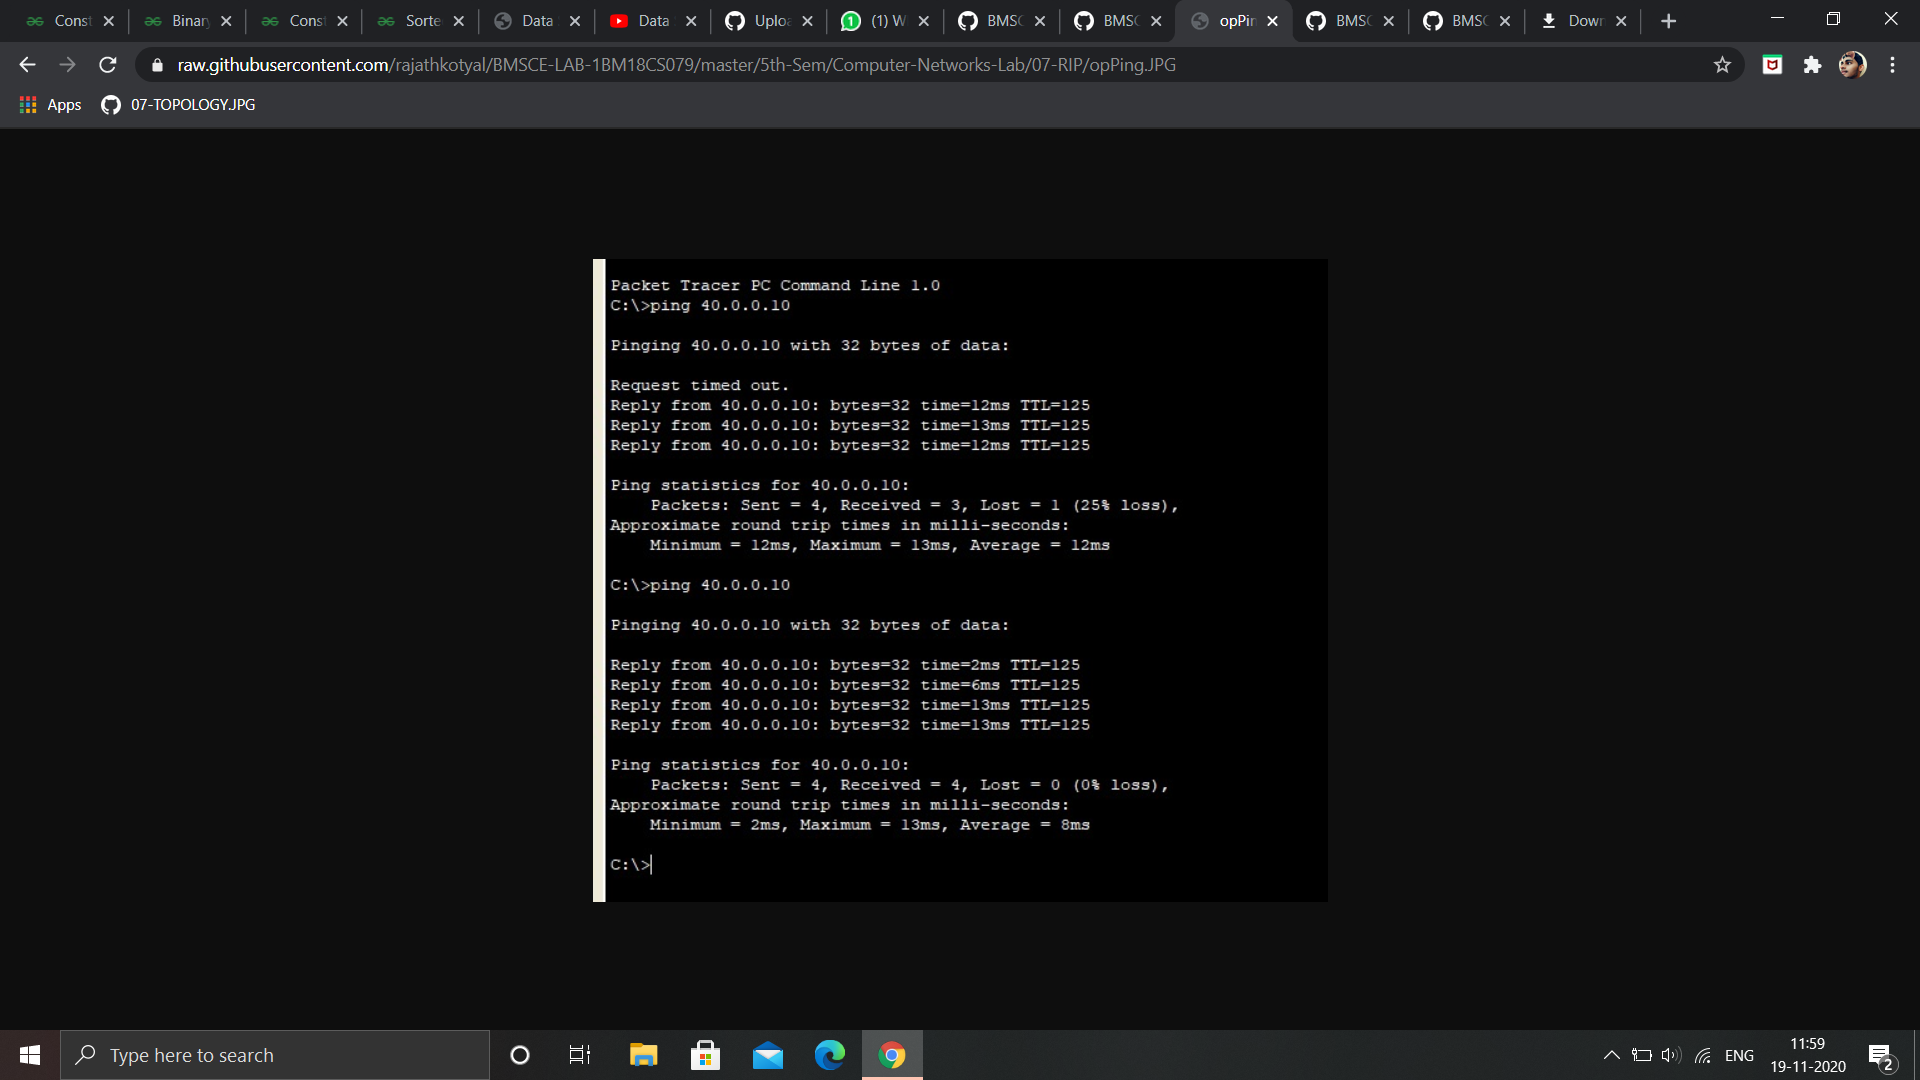 Const
Binary
Const
Sorte
Data
Data
Uploa
(1) W
BMSC
BMSC
opPin
BMSC
BMSC
Down
raw.githubusercontent.com/rajathkotyal/BMSCE-LAB-1BM18CS079/master/5th-Sem/Computer-Networks-Lab/07-RIP/opPing.JPG
Apps
07-TOPOLOGY.JPG
Packet Tracer PC Command Line 1.0
C:\>ping 40.0.0.10
Pinging 40.0.0.10 with 32 bytes of data:
Request timed out.
Reply from 40.0.0.10: bytes=32 time=12ms TTL=125
Reply from 40.0.0.10: bytes=32 time=13ms TTL=125
Reply from 40.0.0.10: bytes=32 time=12ms TTL=125
Ping statistics for 40.0.0.10:
Packets: Sent = 4, Received = 3, Lost = 1 (25% loss),
Approximate round trip times in milli-seconds:
Minimum = 12ms, Maximum = 13ms, Average = 12ms
C:\>ping 40.0.0.10
Pinging 40.0.0.10 with 32 bytes of data:
Reply from 40.0.0.10: bytes=32 time=2ms TTL=125
Reply from 40.0.0.10: bytes=32 time=6ms TTL=125
Reply from 40.0.0.10: bytes=32 time=13ms TTL=125
Reply from 40.0.0.10: bytes=32 time=13ms TTL=125
Ping statistics for 40.0.0.10:
Packets: Sent = 4, Received = 4, Lost = 0 (0% loss),
Approximate round trip times in milli-seconds:
Minimum = 2ms, Maximum = 13ms, Average = 8ms
C:\>
Type here to search
ENG
11:59
19-11-2020
2